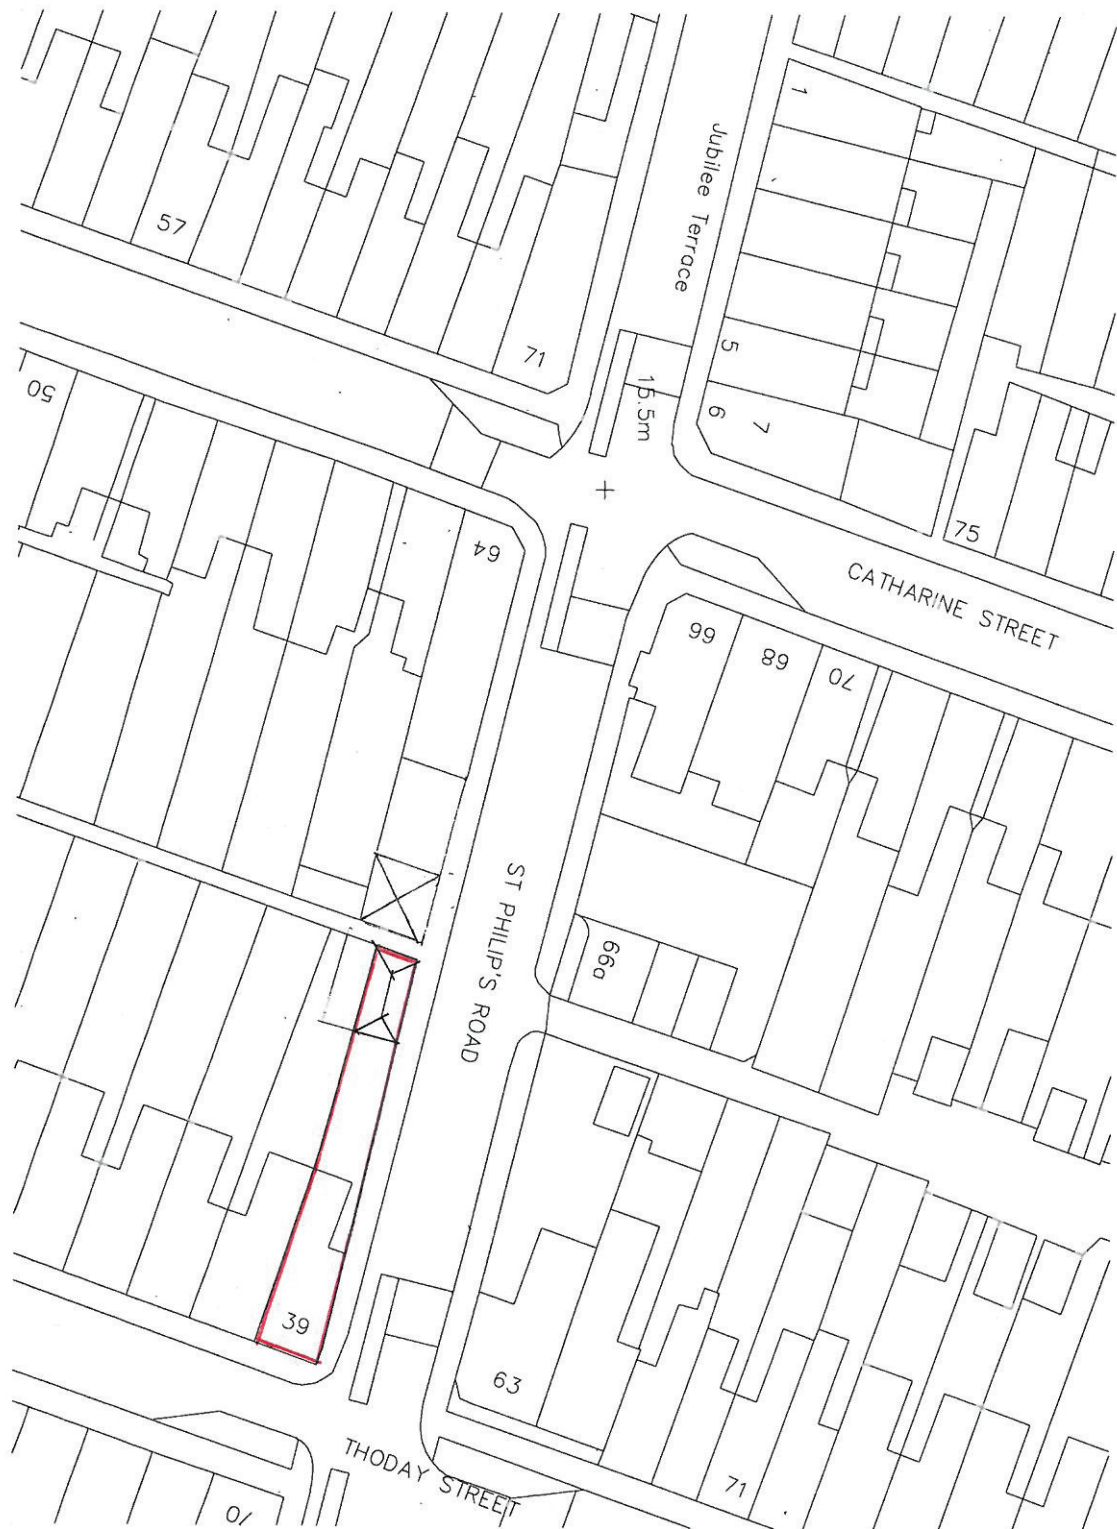 1
Jubilee Terrace
57
71
5
15.5m
6
7
50
75
64
CATHARINE STREET
66
68
70
ST PHILIP'S ROAD
66a
39
63
THODAY STREET
71
70